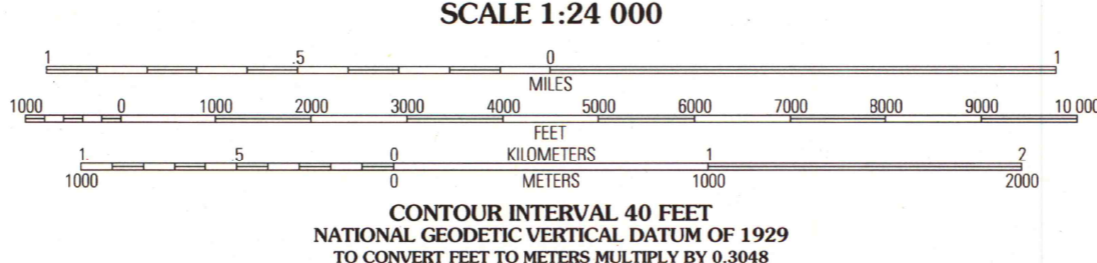 SCALE 1:24 000
1 .5 0 1
MILES
1000 0 1000 2000 3000 4000 5000 6000 7000 8000 9000 10 000
FEET
1 .5 0 KILOMETERS 1 2
1000 0 METERS 1000 2000
CONTOUR INTERVAL 40 FEET
NATIONAL GEODETIC VERTICAL DATUM OF 1929
TO CONVERT FEET TO METERS MULTIPLY BY 0.3048